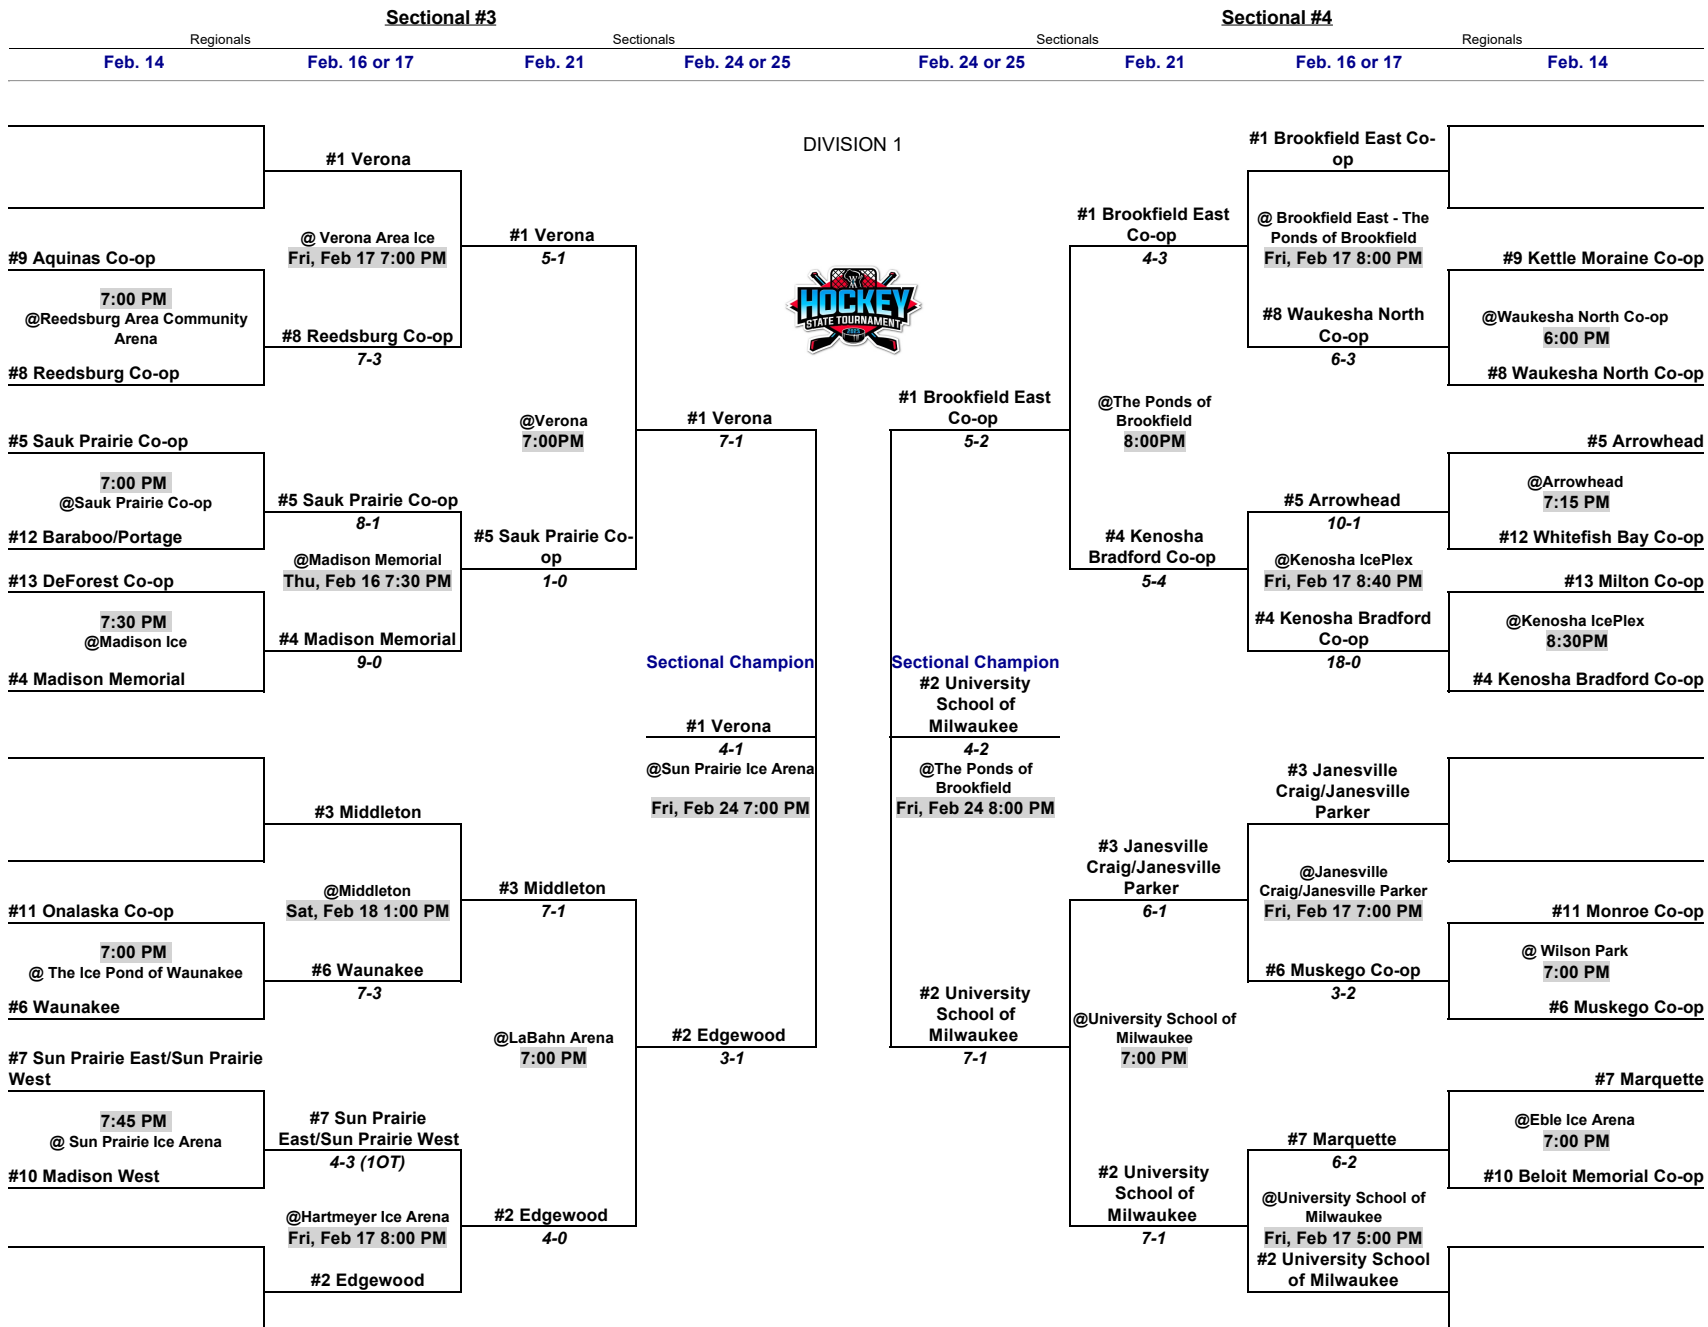 Sectional #3
Sectional #4
Regionals
Sectionals
Sectionals
Regionals
Feb. 14
Feb. 16 or 17
Feb. 21
Feb. 24 or 25
Feb. 24 or 25
Feb. 21
Feb. 16 or 17
Feb. 14
DIVISION 1
HOCKEY
STATE TOURNAMENT
#9 Aquinas Co-op
7:00 PM
@Reedsburg Area Community
Arena
#8 Reedsburg Co-op
#5 Sauk Prairie Co-op
7:00 PM
@Sauk Prairie Co-op
#12 Baraboo/Portage
#13 DeForest Co-op
7:30 PM
@Madison Ice
#4 Madison Memorial
#11 Onalaska Co-op
7:00 PM
@ The Ice Pond of Waunakee
#6 Waunakee
#7 Sun Prairie East/Sun Prairie
West
7:45 PM
@ Sun Prairie Ice Arena
#10 Madison West
#1 Verona
@ Verona Area Ice
Fri, Feb 17 7:00 PM
#8 Reedsburg Co-op
7-3
#5 Sauk Prairie Co-op
8-1
@Madison Memorial
Thu, Feb 16 7:30 PM
#4 Madison Memorial
9-0
#3 Middleton
@Middleton
Sat, Feb 18 1:00 PM
#6 Waunakee
7-3
#7 Sun Prairie
East/Sun Prairie West
4-3 (1OT)
@Hartmeyer Ice Arena
Fri, Feb 17 8:00 PM
#2 Edgewood
#1 Verona
5-1
@Verona
7:00PM
#5 Sauk Prairie Co-
op
1-0
#3 Middleton
7-1
@LaBahn Arena
7:00 PM
#2 Edgewood
4-0
#1 Verona
7-1
Sectional Champion
#1 Verona
4-1
@Sun Prairie Ice Arena
Fri, Feb 24 7:00 PM
#2 Edgewood
3-1
#1 Brookfield East
Co-op
5-2
Sectional Champion
#2 University
School of
Milwaukee
4-2
@The Ponds of
Brookfield
Fri, Feb 24 8:00 PM
#2 University
School of
Milwaukee
7-1
#1 Brookfield East
Co-op
4-3
@The Ponds of
Brookfield
8:00PM
#4 Kenosha
Bradford Co-op
5-4
#3 Janesville
Craig/Janesville
Parker
6-1
@University School of
Milwaukee
7:00 PM
#2 University
School of
Milwaukee
7-1
#1 Brookfield East Co-
op
@ Brookfield East - The
Ponds of Brookfield
Fri, Feb 17 8:00 PM
#8 Waukesha North
Co-op
6-3
#5 Arrowhead
10-1
@Kenosha IcePlex
Fri, Feb 17 8:40 PM
#4 Kenosha Bradford
Co-op
18-0
#3 Janesville
Craig/Janesville
Parker
@Janesville
Craig/Janesville Parker
Fri, Feb 17 7:00 PM
#6 Muskego Co-op
3-2
#7 Marquette
6-2
@University School of
Milwaukee
Fri, Feb 17 5:00 PM
#2 University School
of Milwaukee
#9 Kettle Moraine Co-op
@Waukesha North Co-op
6:00 PM
#8 Waukesha North Co-op
#5 Arrowhead
@Arrowhead
7:15 PM
#12 Whitefish Bay Co-op
#13 Milton Co-op
@Kenosha IcePlex
8:30PM
#4 Kenosha Bradford Co-op
#11 Monroe Co-op
@ Wilson Park
7:00 PM
#6 Muskego Co-op
#7 Marquette
@Eble Ice Arena
7:00 PM
#10 Beloit Memorial Co-op